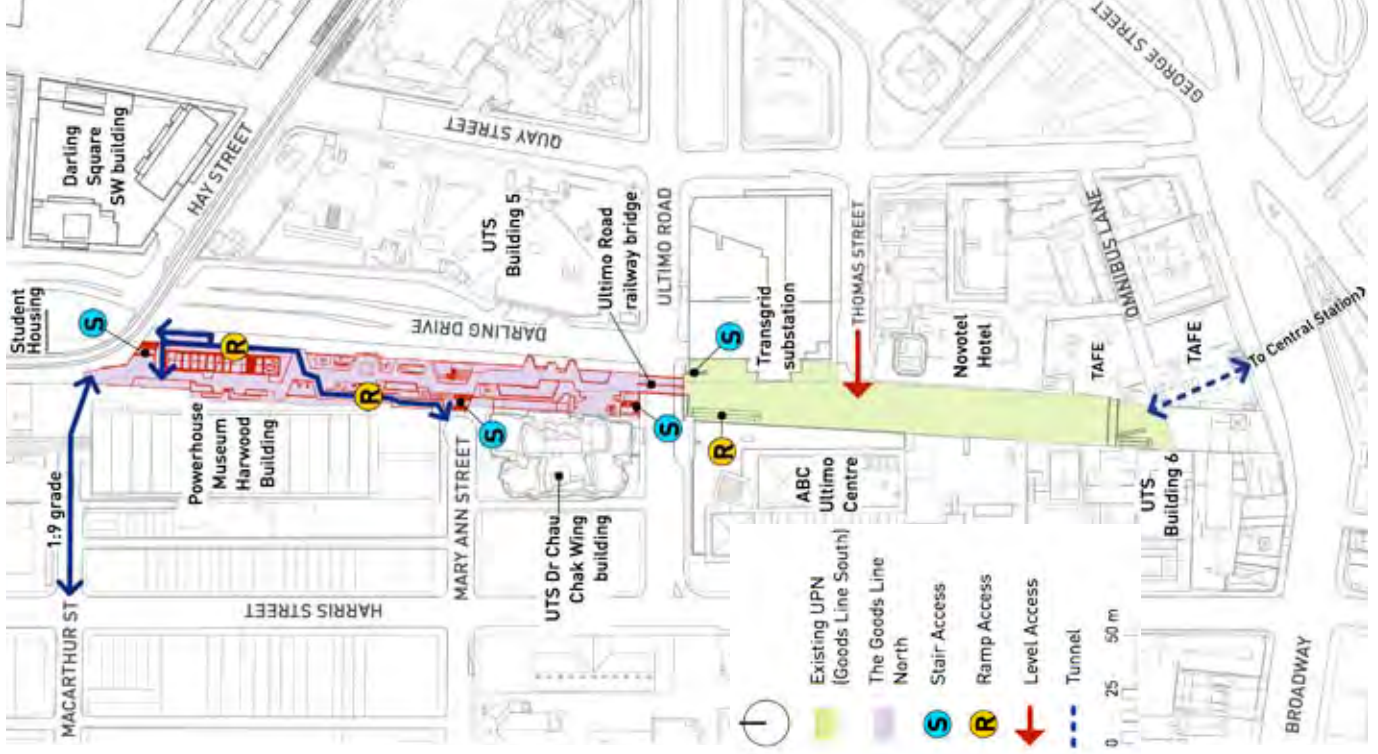 Student
Housing
Darling
Square
SW building
HAY STREET
QUAY STREET
GEORGE STREET
1:9 grade
MACARTHUR ST
Powerhouse
Museum
Harwood
Building
S
R
R
S
DARLING DRIVE
UTS
Building 5
Ultimo Road
railway bridge
ULTIMO ROAD
S
Transgrid
substation
THOMAS STREET
Novotel
Hotel
OMNIBUS LANE
TAFE
TAFE
To Central Station
MARY ANN STREET
HARRIS STREET
UTS Dr Chau
Chak Wing
building
S
R
ABC
Ultimo
Centre
UTS
Building 6
BROADWAY
Existing UPN
(Goods Line South)
The Goods Line
North
S Stair Access
R Ramp Access
Level Access
Tunnel
0 25 50 m